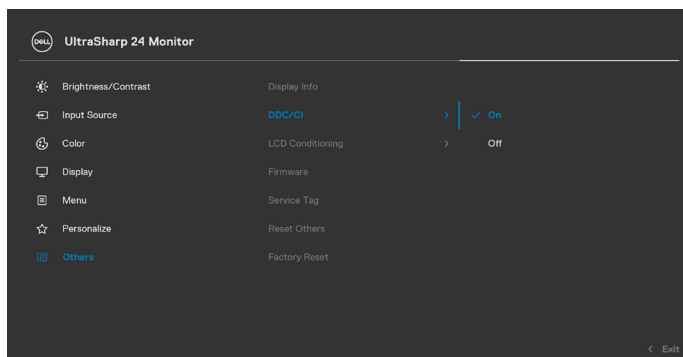 DELL UltraSharp 24 Monitor
Brightness/Contrast Display Info
Input Source DDC/CI > ✓ On
Color LCD Conditioning > Off
Display Firmware
Menu Service Tag
Personalize Reset Others
Others Factory Reset
< Exit